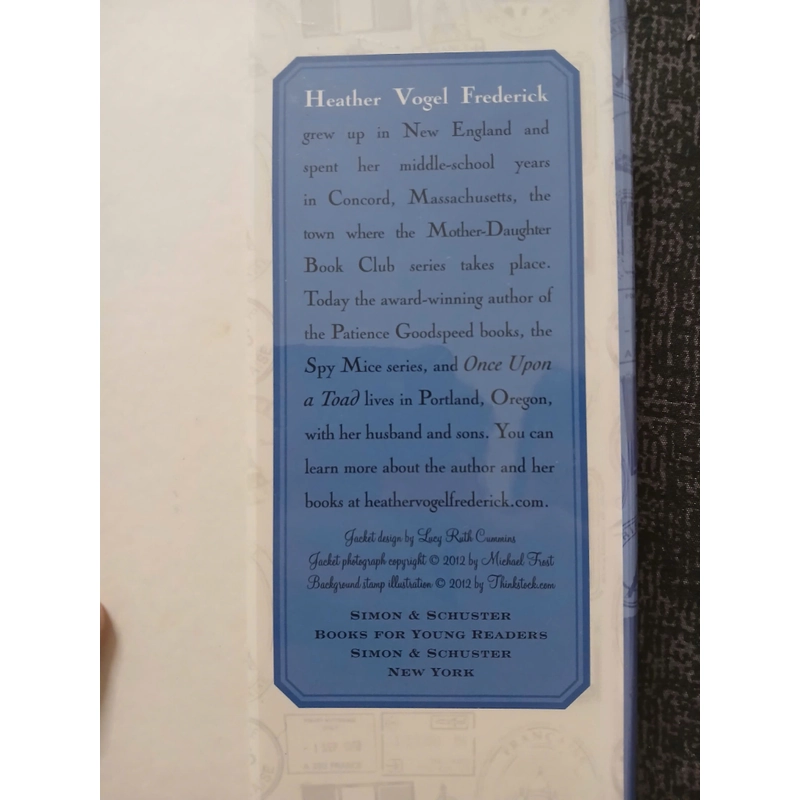 Heather Vogel Frederick
grew up in New England and
spent her middle-school years
in Concord, Massachusetts, the
town where the Mother-Daughter
Book Club series takes place.
Today the award-winning author of
the Patience Goodspeed books, the
Spy Mice series, and Once Upon
a Toad lives in Portland, Oregon,
with her husband and sons. You can
learn more about the author and her
books at heathervogelfrederick.com.
Jacket design by Lucy Ruth Cummins
Jacket photograph copyright © 2012 by Michael Frost
Background stamp illustration © 2012 by Thinkstock.com
SIMON & SCHUSTER
BOOKS FOR YOUNG READERS
SIMON & SCHUSTER
NEW YORK